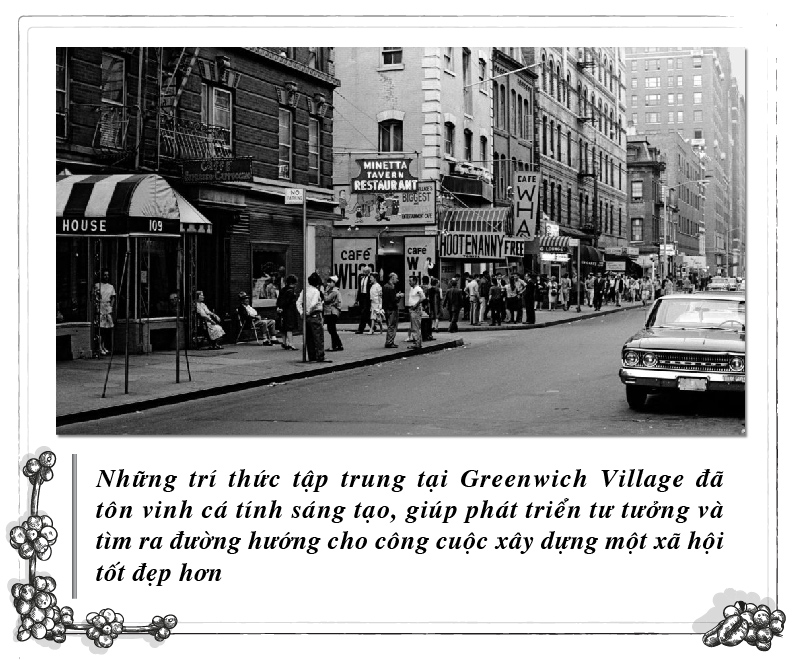 HOUSE 109
MINETTA
TAVERN
RESTAURANT
BIGGEST
CAFE
WHA
café
café
HOOTENANNY FREE
Những trí thức tập trung tại Greenwich Village đã
tôn vinh cá tính sáng tạo, giúp phát triển tư tưởng và
tìm ra đường hướng cho công cuộc xây dựng một xã hội
tốt đẹp hơn